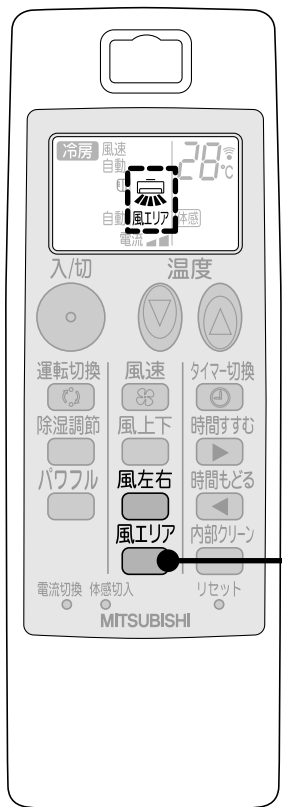 冷房 風速 28℃
自動
自動 風エリア 体感
電流
入/切 温度
運転切換 風速 タイマー切換
除湿調節 風上下 時間すすむ
パワフル 風左右 時間もどる
風エリア 内部クリーン
電流切換 体感切入 リセット
MITSUBISHI